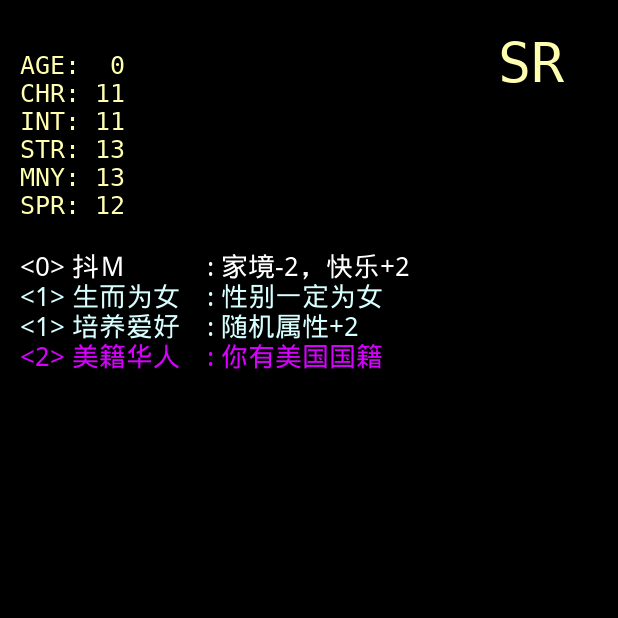 SR
AGE: 0
CHR: 11
INT: 11
STR: 13
MNY: 13
SPR: 12
<0> 抖M : 家境-2，快乐+2
<1> 生而为女 : 性别一定为女
<1> 培养爱好 : 随机属性+2
<2> 美籍华人 : 你有美国国籍